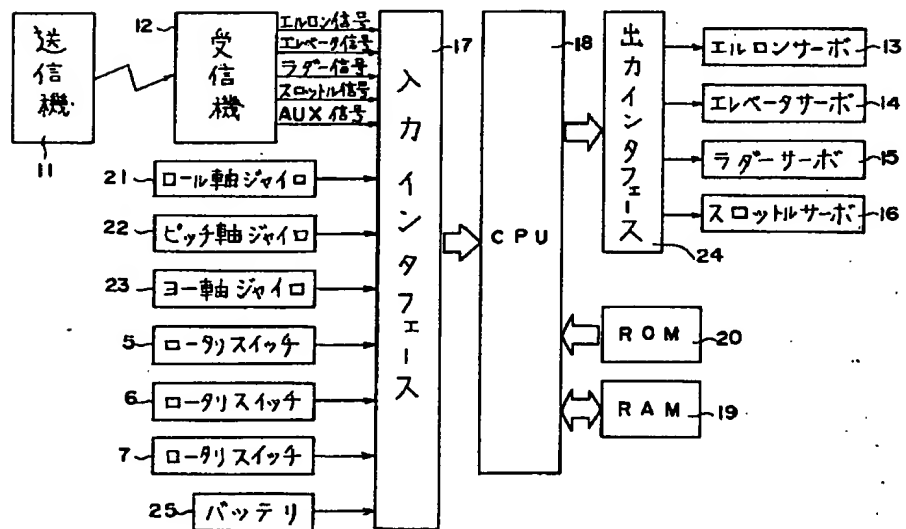 送信機
11
12
受信機
エルロン信号
エレベータ信号
ラダー信号
スロットル信号
AUX信号
21
ロール軸ジャイロ
22
ピッチ軸ジャイロ
23
ヨー軸ジャイロ
5
ロータリスイッチ
6
ロータリスイッチ
7
ロータリスイッチ
25
バッテリ
入力インタフェース
17
CPU
18
出力インタフェース
24
エルロンサーボ
13
エレベータサーボ
14
ラダーサーボ
15
スロットルサーボ
16
ROM
20
RAM
19